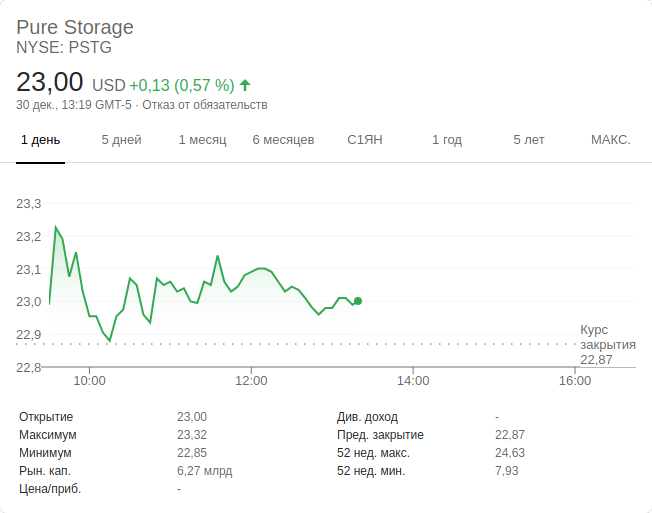 Pure Storage
NYSE: PSTG
23,00 USD +0,13 (0,57 %)
30 дек., 13:19 GMT-5 · Отказ от обязательств
1 день 5 дней 1 месяц 6 месяцев С1ЯН 1 год 5 лет МАКС.
23,3
23,2
23,1
23,0
22,9
22,8
Курс
закрытия
22,87
10:00 12:00 14:00 16:00
Открытие 23,00 Див. доход -
Максимум 23,32 Пред. закрытие 22,87
Минимум 22,85 52 нед. макс. 24,63
Рын. кап. 6,27 млрд 52 нед. мин. 7,93
Цена/приб. -